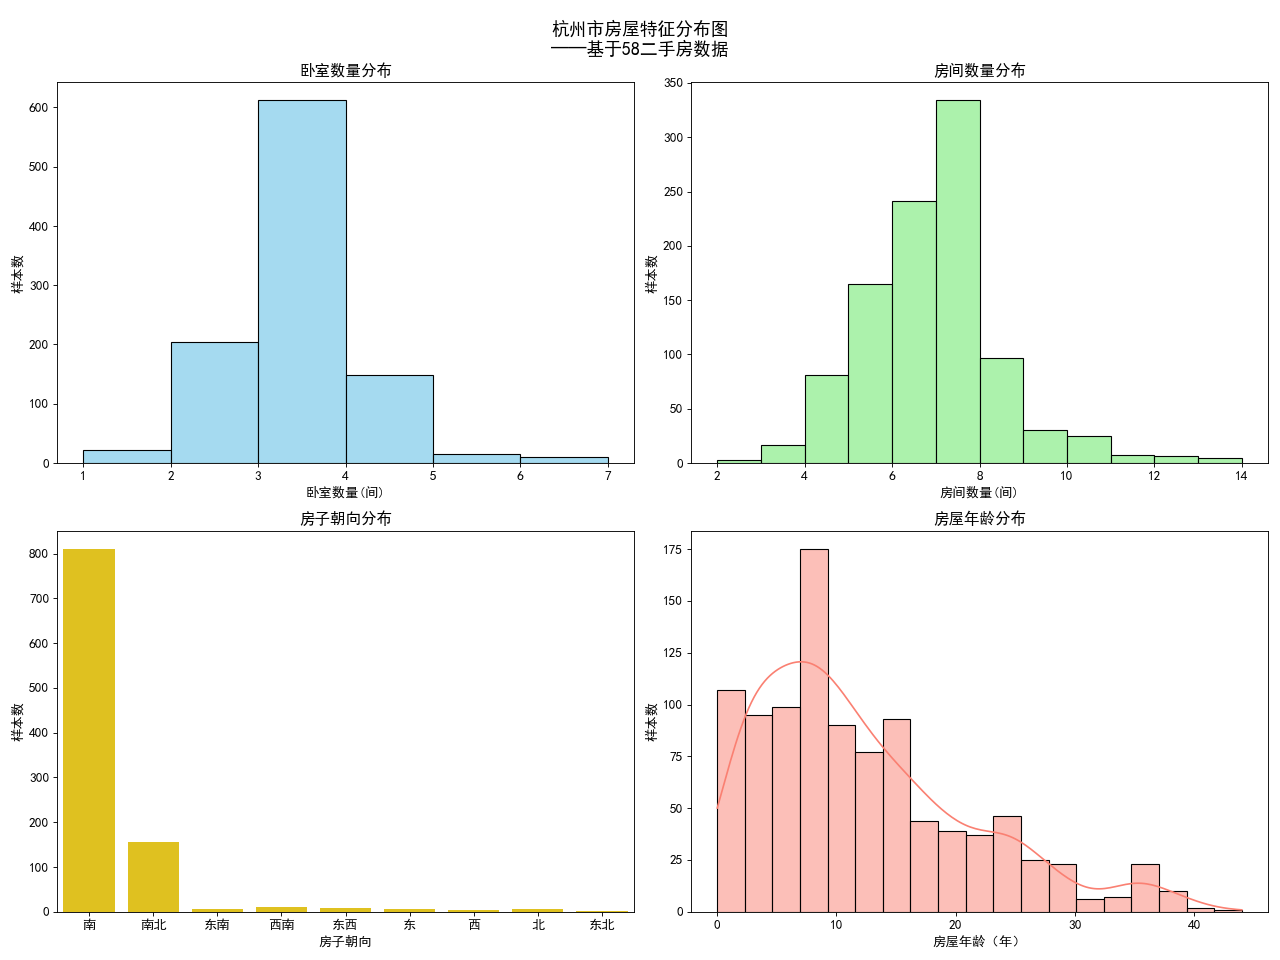 杭州市房屋特征分布图
——基于58二手房数据
卧室数量分布
600
500
400
300
200
100
0
样本数
1 2 3 4 5 6 7
卧室数量(间)
房间数量分布
350
300
250
200
150
100
50
0
样本数
2 4 6 8 10 12 14
房间数量(间)
房子朝向分布
800
700
600
500
400
300
200
100
0
样本数
南 南北 东南 西南 东西 东 西 北 东北
房子朝向
房屋年龄分布
175
150
125
100
75
50
25
0
样本数
0 10 20 30 40
房屋年龄（年）